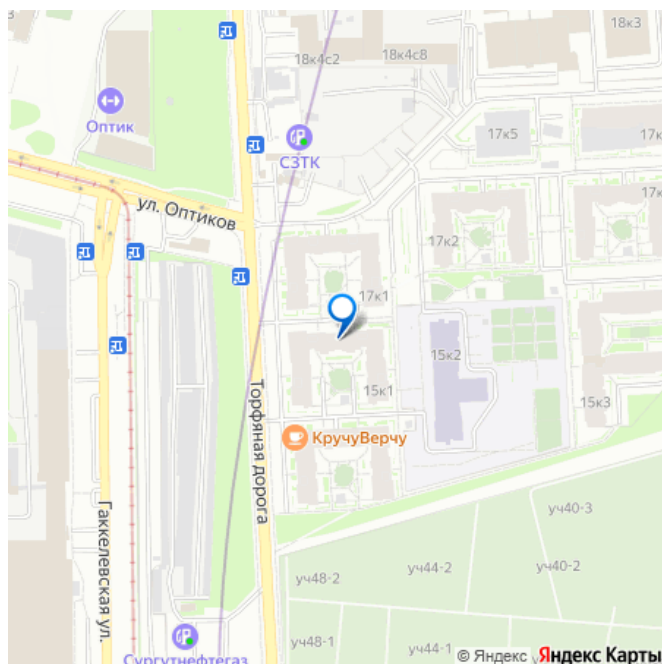 18к3
18к4с2
18к4с8
Оптик
17к5
17к
СЗТК
ул. Оптиков
17к2
17к
17к1
15к2
15к1
15к3
Торфяная дорога
КручуВерчу
Гаккелевская ул.
уч40-3
уч48-2
уч44-2
уч40-2
уч48-1
уч44-1
Сургутнефтегаз
© Яндекс Яндекс Карты